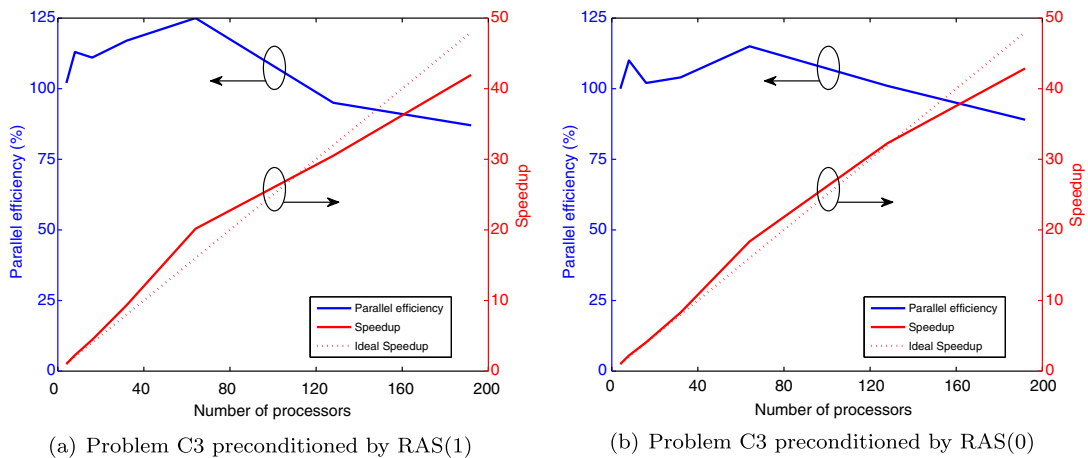 125
100
75
50
25
0
Parallel efficiency (%)
50
40
30
20
10
0
Speedup
Parallel efficiency
Speedup
Ideal Speedup
40
80
120
160
200
Number of processors
(a) Problem C3 preconditioned by RAS(1)
125
100
75
50
25
0
Parallel efficiency (%)
50
40
30
20
10
0
Speedup
Parallel efficiency
Speedup
Ideal Speedup
40
80
120
160
200
Number of processors
(b) Problem C3 preconditioned by RAS(0)